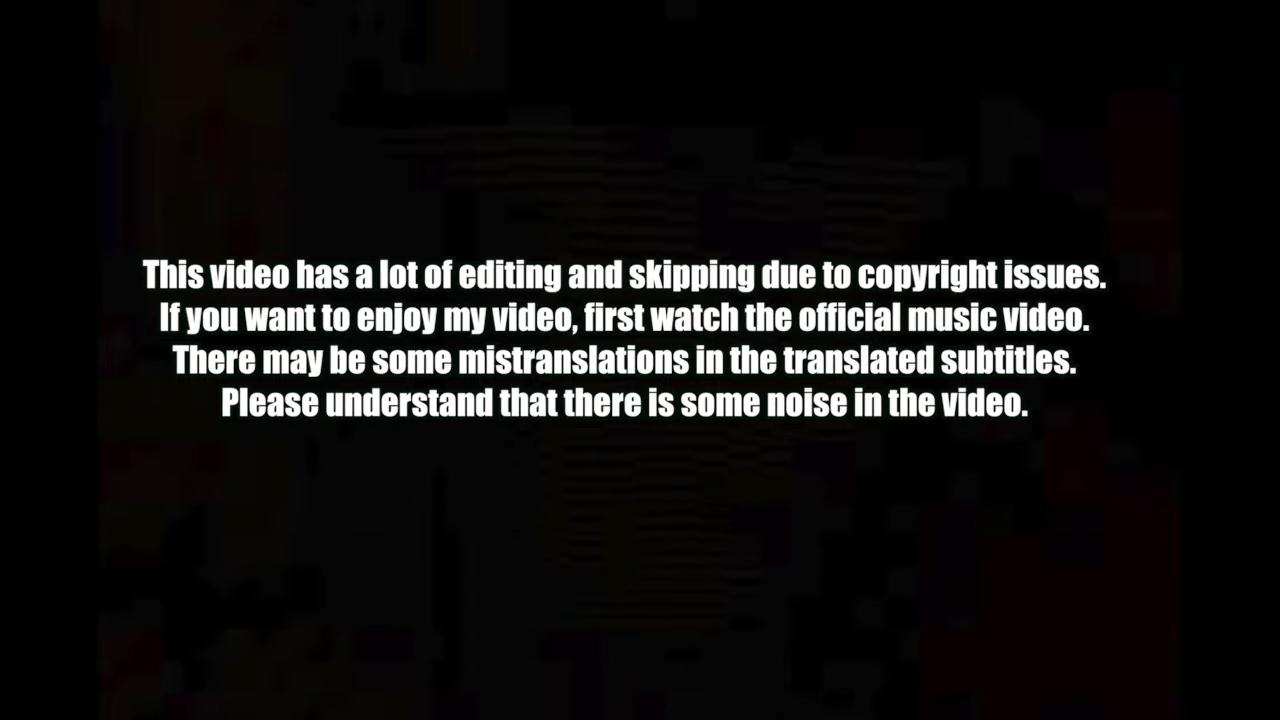 This video has a lot of editing and skipping due to copyright issues.
If you want to enjoy my video, first watch the official music video.
There may be some mistranslations in the translated subtitles.
Please understand that there is some noise in the video.